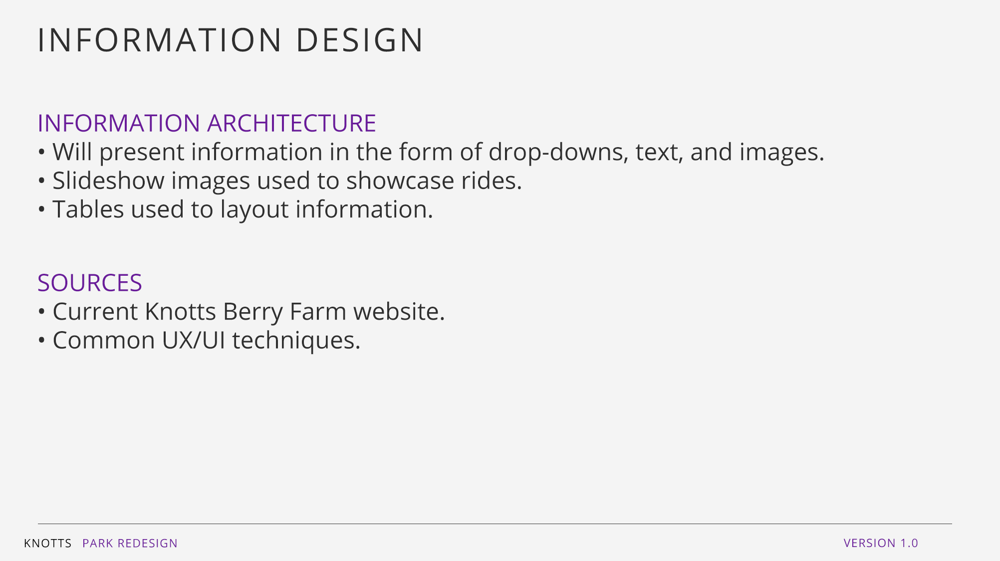 INFORMATION DESIGN
INFORMATION ARCHITECTURE
• Will present information in the form of drop-downs, text, and images.
• Slideshow images used to showcase rides.
• Tables used to layout information.
SOURCES
• Current Knotts Berry Farm website.
• Common UX/UI techniques.
KNOTTS PARK REDESIGN
VERSION 1.0